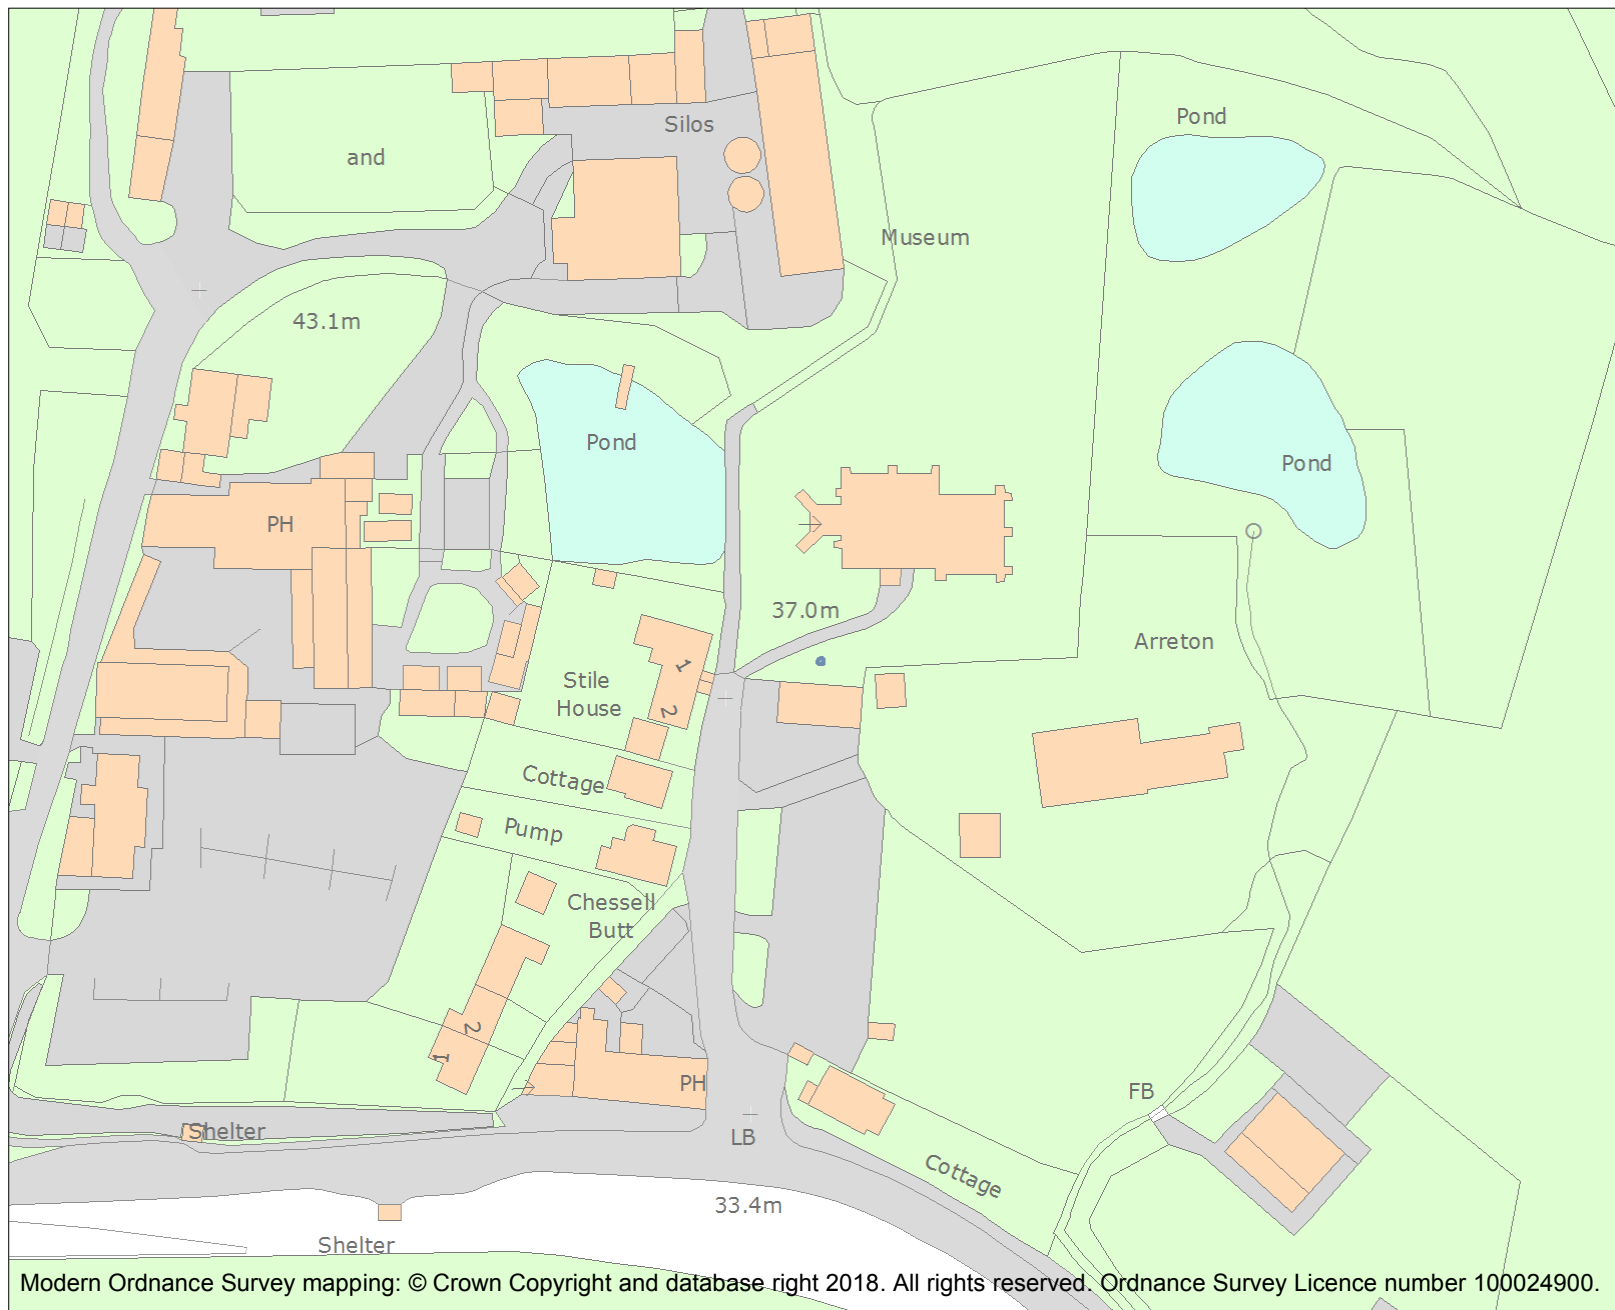 Pond
Silos
and
Museum
43.1m
Pond
Pond
PH
37.0m
Arreton
1
Stile
House
2
Cottage
Pump
Chessell
Butt
2
1
PH
FB
Shelter
LB
Cottage
33.4m
Shelter
Modern Ordnance Survey mapping: © Crown Copyright and database right 2018. All rights reserved. Ordnance Survey Licence number 100024900.